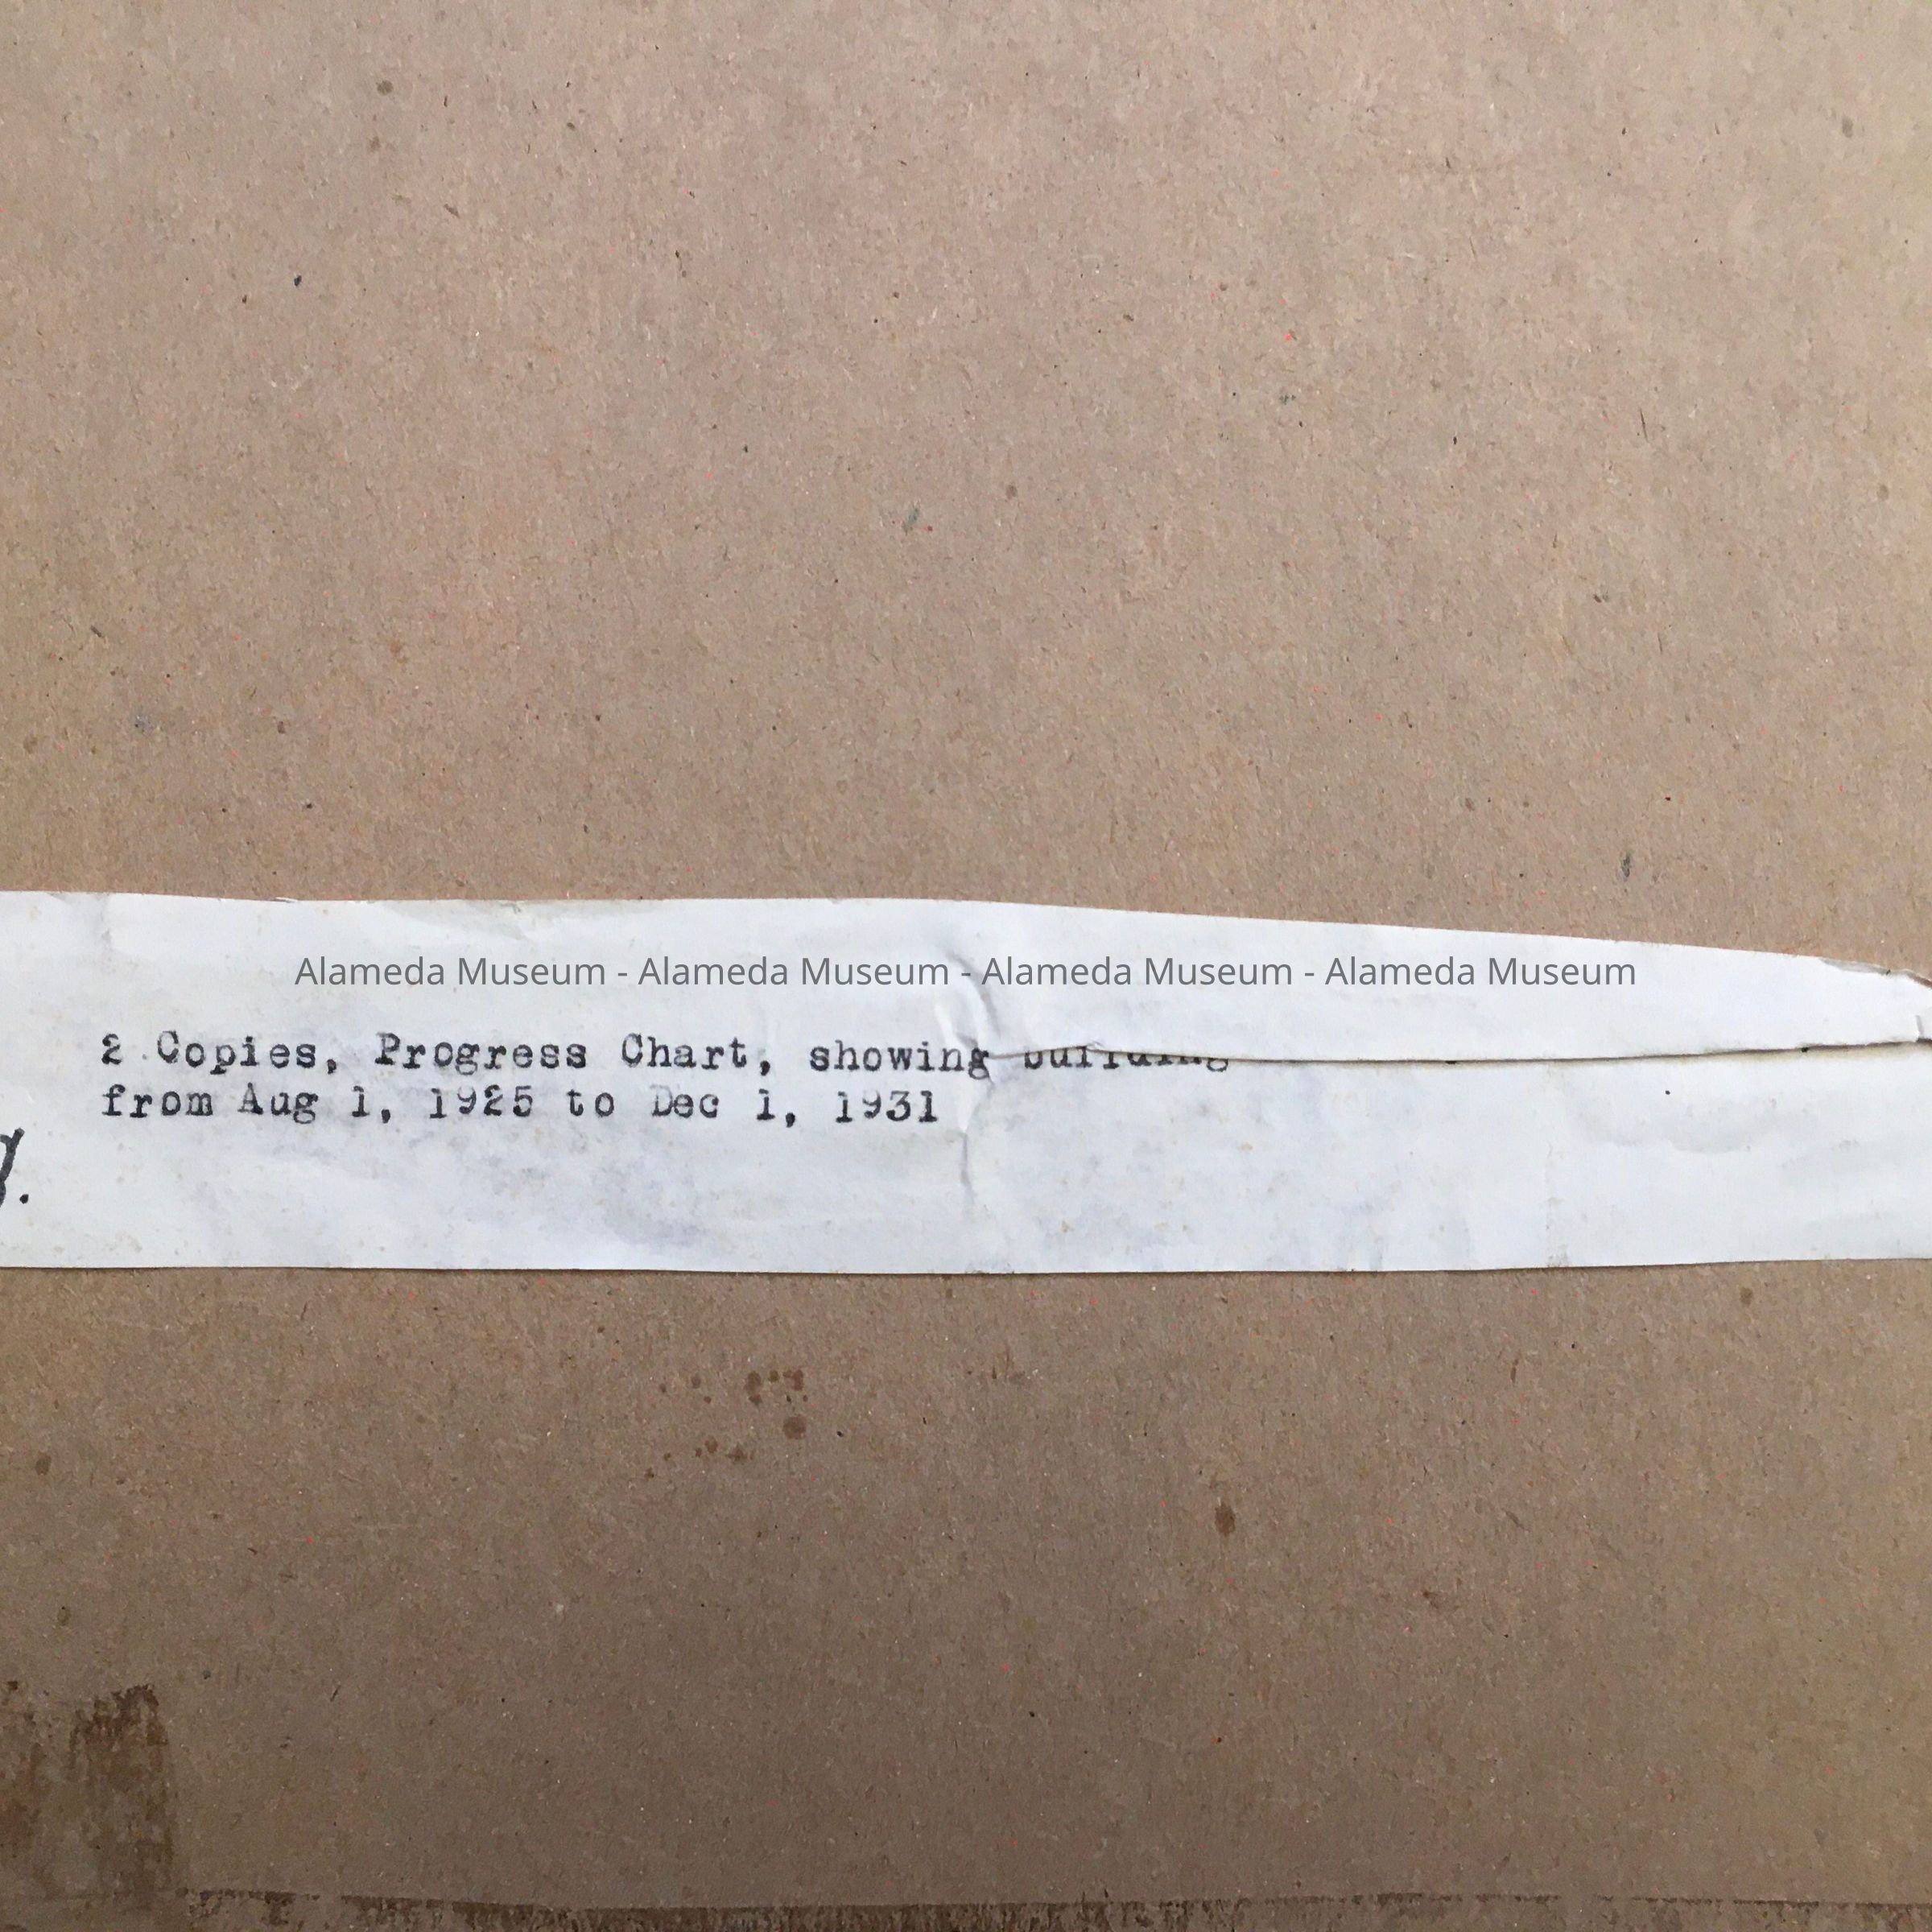 Alameda Museum - Alameda Museum - Alameda Museum - Alameda Museum
2 Copies, Progress Chart, showing building
from Aug 1, 1925 to Dec 1, 1931